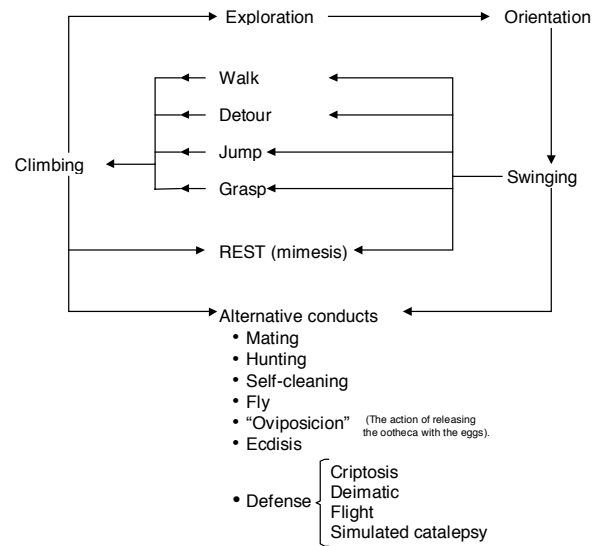 Exploration
Orientation
Walk
Detour
Climbing
Jump
Swinging
Grasp
REST (mimesis)
Alternative conducts
• Mating
• Hunting
• Self-cleaning
• Fly
• “Oviposicion” (The action of releasing
the ootheca with the eggs).
• Ecdisis
• Defense
Criptosis
Deimatic
Flight
Simulated catalepsy